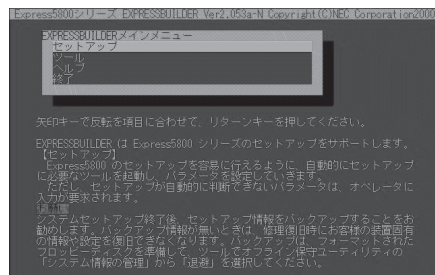 Express5800シリーズ EXPRESSBUILDER Ver2.053a-N Copyright(C)NEC Corporation2000
EXPRESSBUILDERメインメニュー
セットアップ
ツール
ヘルプ
終了
矢印キーで反転を項目に合わせて、リターンキーを押してください。
EXPRESSBUILDER は Express5800 シリーズのセットアップをサポートします。
【セットアップ】
Express5800 のセットアップを容易に行えるように、自動的にセットアップ
に必要なツールを起動し、パラメータを設定していきます。
ただし、セットアップが自動的に判断できないパラメータは、オペレータに
入力が要求されます。
システムセットアップ終了後、セットアップ情報をバックアップすることをお
勧めします。バックアップ情報が無いときは、修理復旧時にお客様の装置固有
の情報や設定を復旧できなくなります。バックアップは、フォーマットされた
フロッピーディスクを準備して、ツールでオフライン保守ユーティリティの
「システム情報の管理」から「退避」を選択してください。